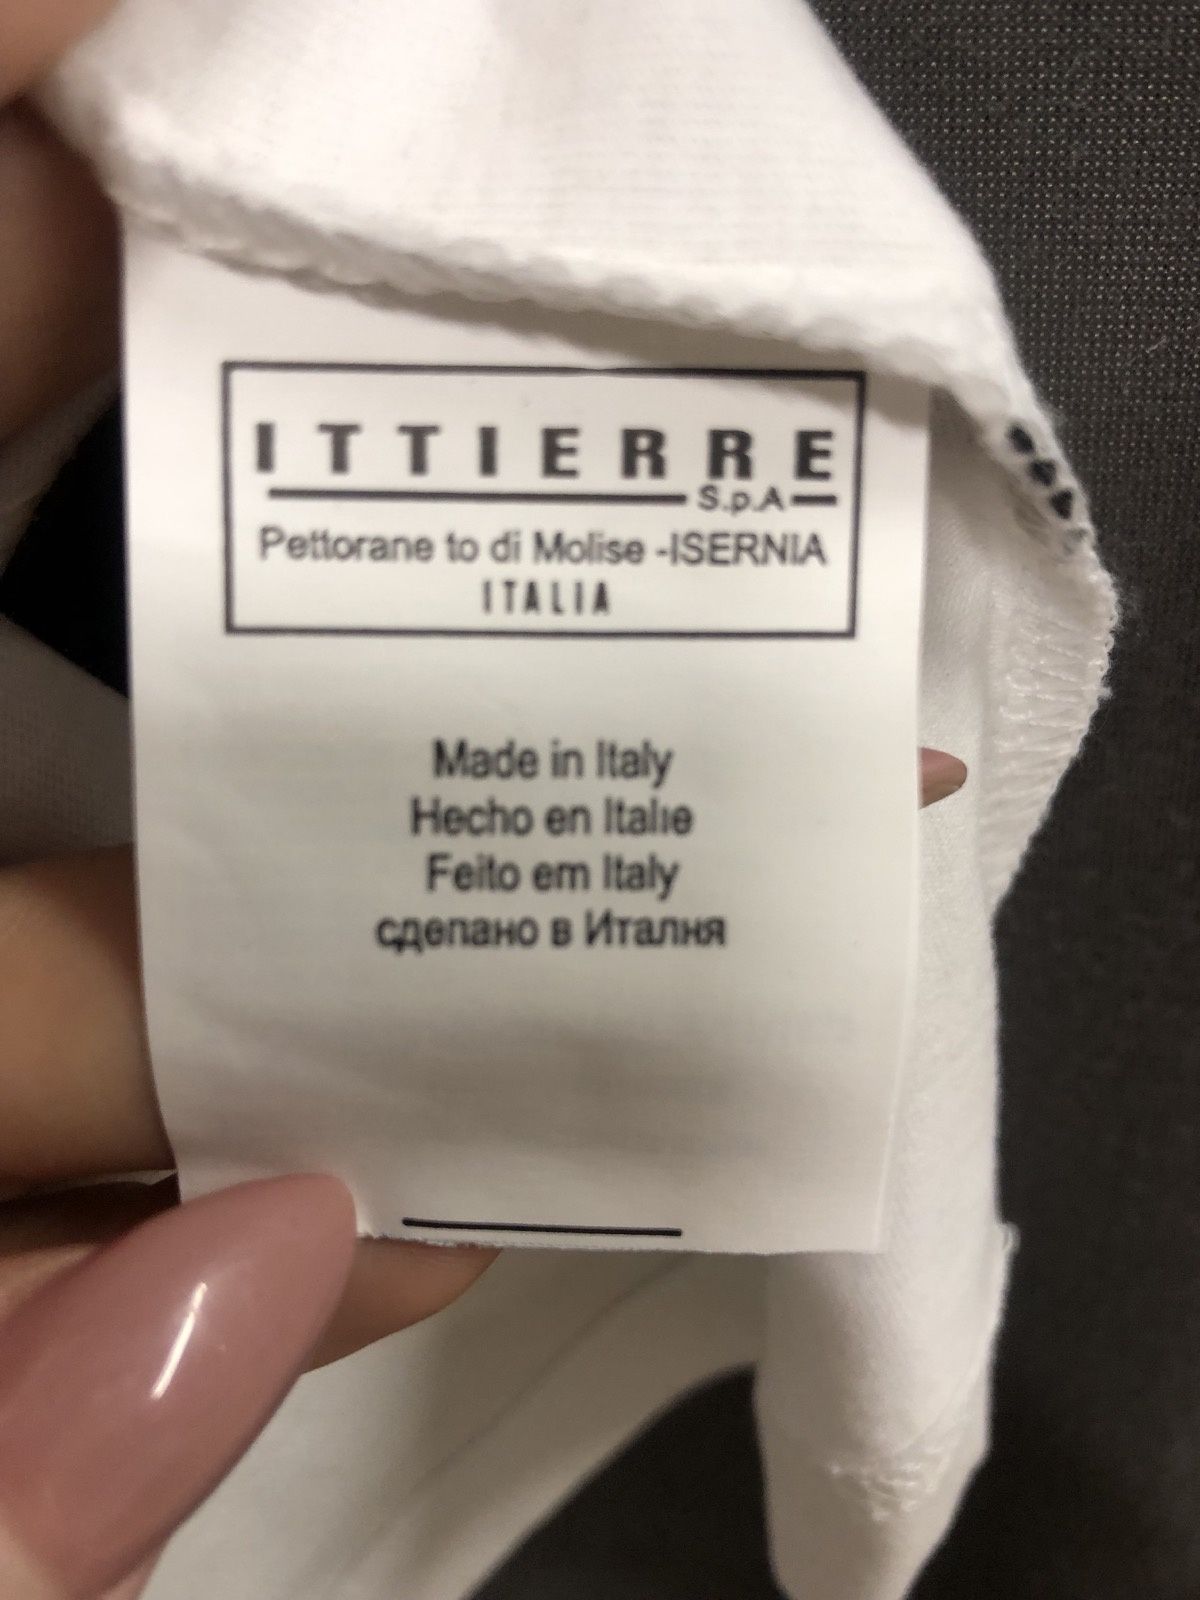 ITTIERRE
S.p.A
Pettorane to di Molise -ISERNIA
ITALIA
Made in Italy
Hecho en Italie
Feito em Italy
сделано в Италня